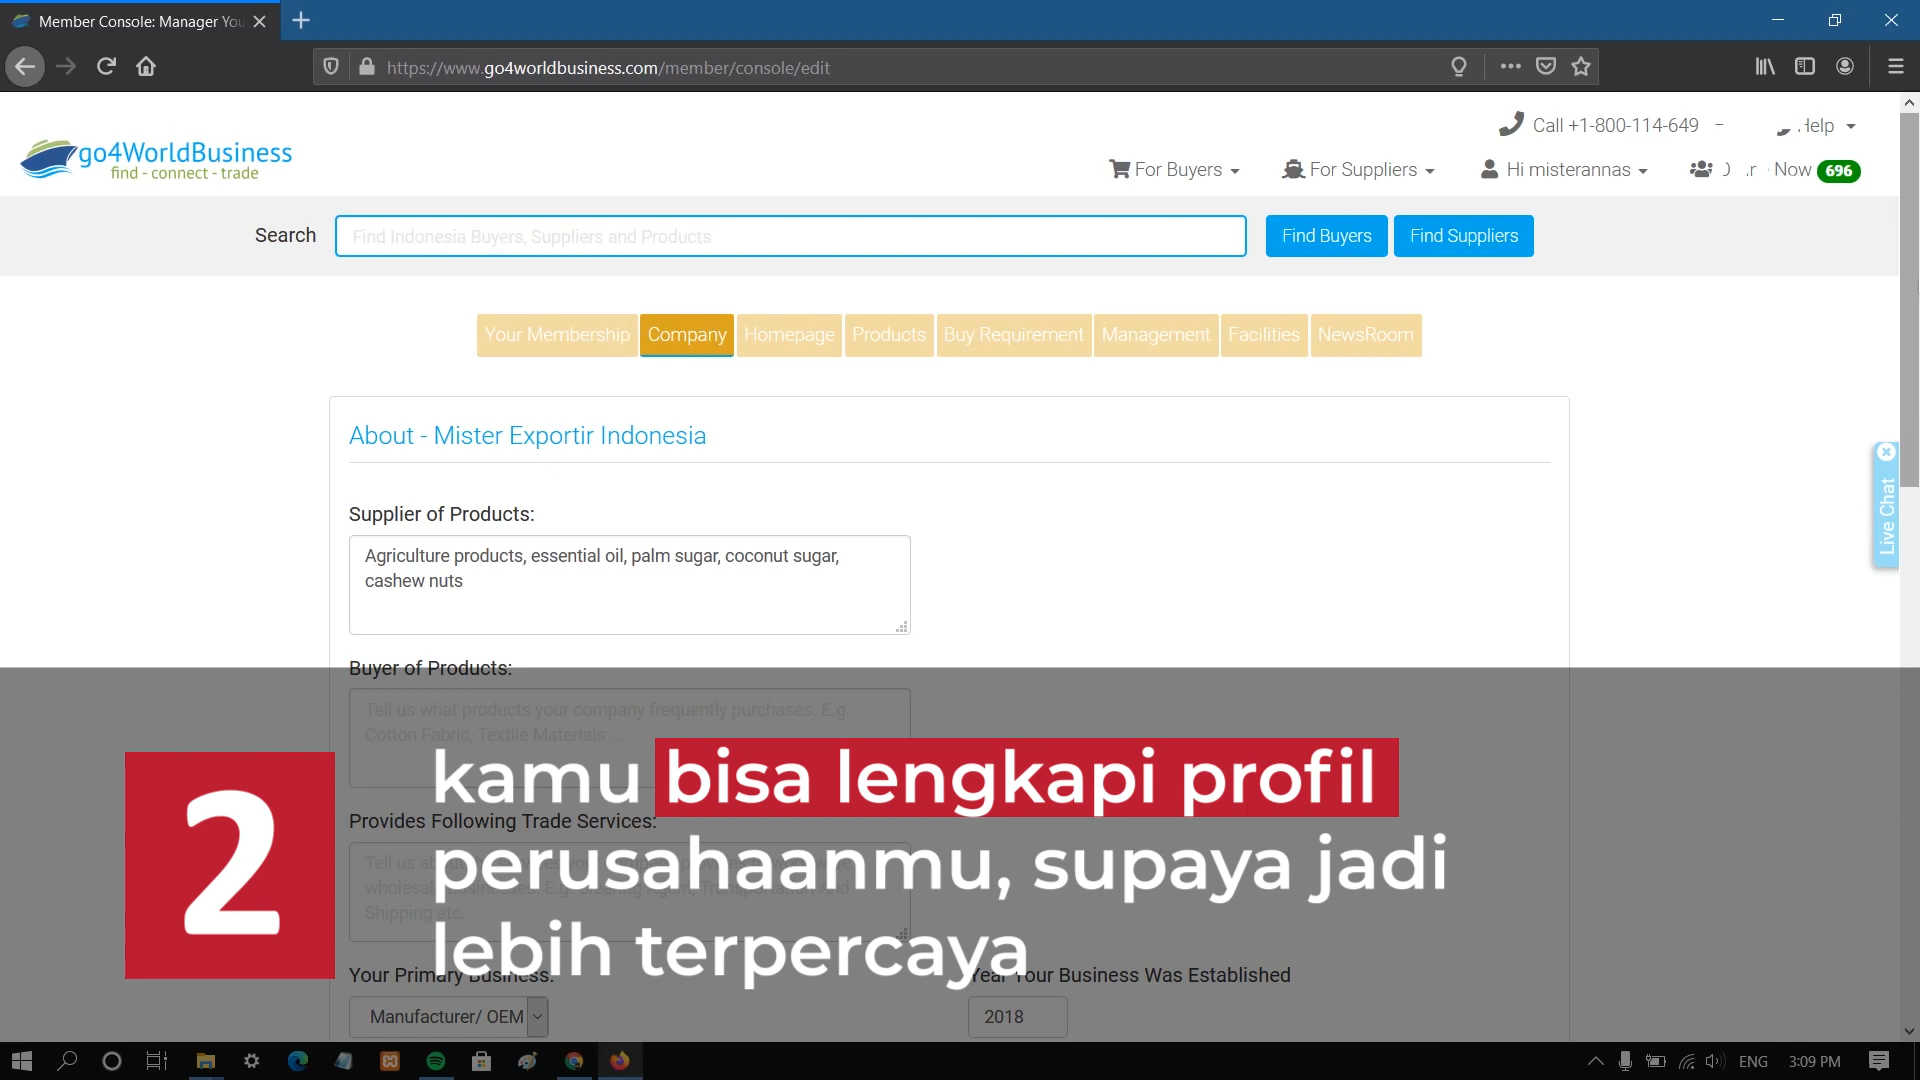 Member Console: Manager You
https://www.go4worldbusiness.com/member/console/edit
go4WorldBusiness
find - connect - trade
Call +1-800-114-649
Help
For Buyers
For Suppliers
Hi misterannas
Now 696
Search
Find Indonesia Buyers, Suppliers and Products
Find Buyers
Find Suppliers
Your Membership
Company
Homepage
Products
Buy Requirement
Management
Facilities
NewsRoom
About - Mister Exportir Indonesia
Supplier of Products:
Agriculture products, essential oil, palm sugar, coconut sugar,
cashew nuts
Live Chat
Buyer of Products:
Tell us what products your company frequently purchases. E.g.
Cotton Fabric, Textile Materials ...
2
kamu bisa lengkapi profil
perusahaanmu, supaya jadi
lebih terpercaya
Provides Following Trade Services:
Shipping etc.
Your Primary Business:
Year Your Business Was Established
Manufacturer/ OEM
2018
ENG
3:09 PM